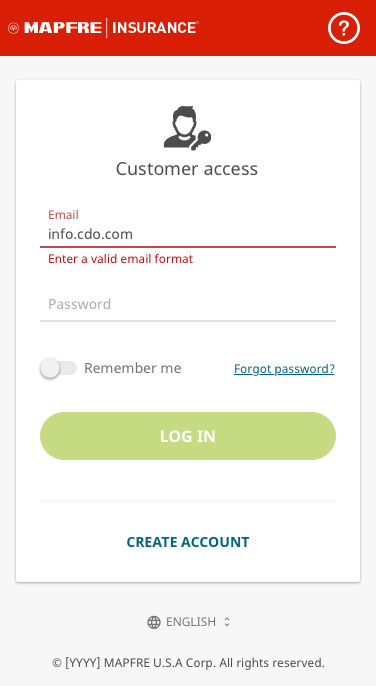 MAPFRE | INSURANCE®
?
Customer access
Email
info.cdo.com
Enter a valid email format
Password
Remember me
Forgot password?
LOG IN
CREATE ACCOUNT
ENGLISH
© [YYYY] MAPFRE U.S.A Corp. All rights reserved.